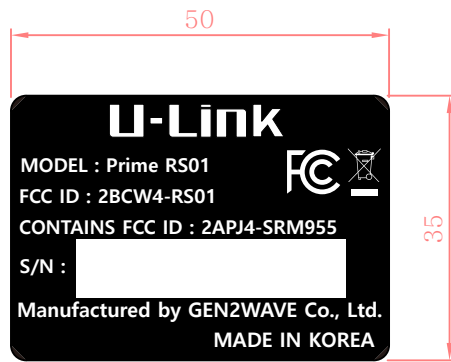 50
U-Link
MODEL : Prime RS01
FC
FCC ID : 2BCW4-RS01
CONTAINS FCC ID : 2APJ4-SRM955
35
S/N :
Manufactured by GEN2WAVE Co., Ltd.
MADE IN KOREA